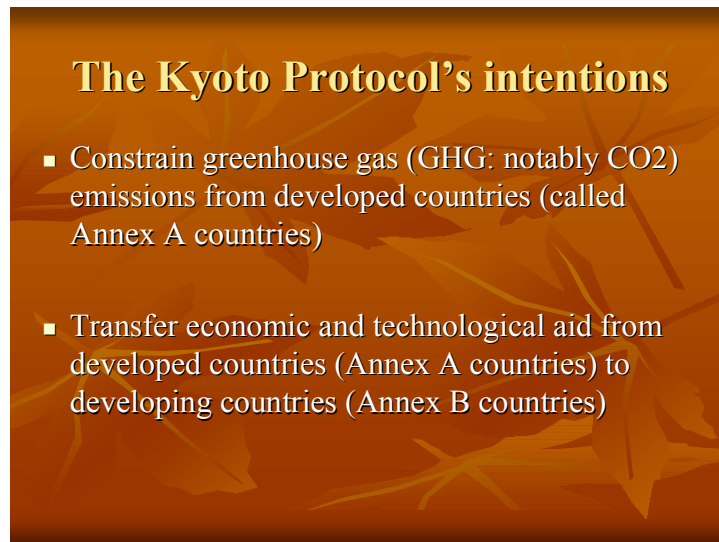 The Kyoto Protocol’s intentions
Constrain greenhouse gas (GHG: notably CO2)
emissions from developed countries (called
Annex A countries)
Transfer economic and technological aid from
developed countries (Annex A countries) to
developing countries (Annex B countries)